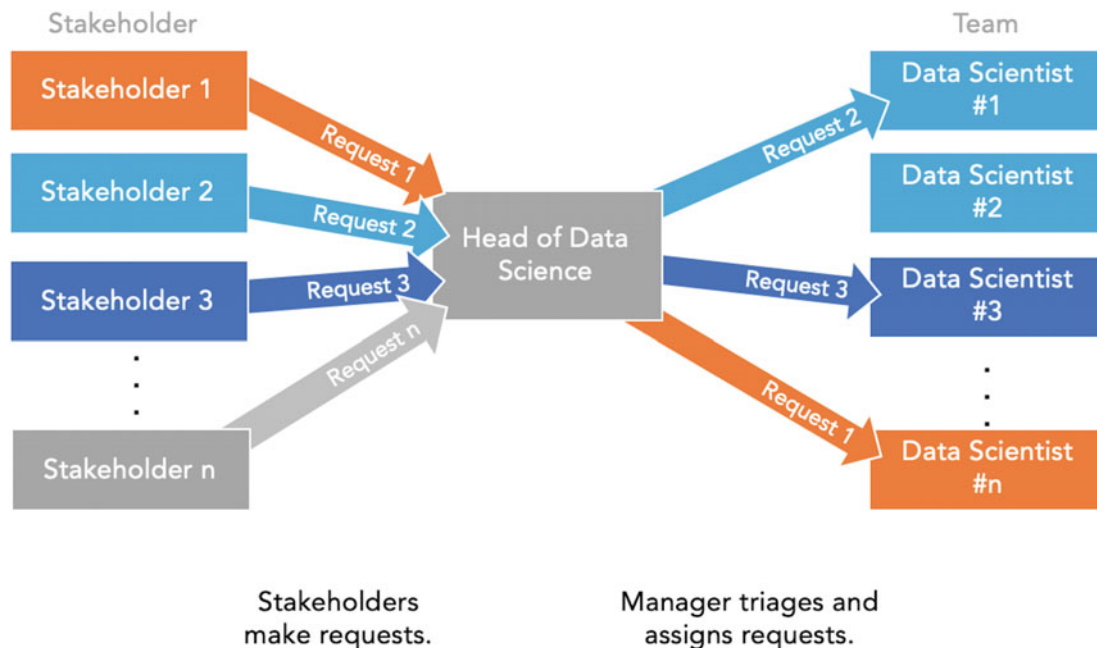 Stakeholder
Team
Stakeholder 1
Stakeholder 2
Stakeholder 3
.
.
.
Stakeholder n
Request 1
Request 2
Request 3
Request n
Head of Data
Science
Request 2
Request 3
Request 1
Data Scientist
#1
Data Scientist
#2
Data Scientist
#3
.
.
.
Data Scientist
#n
Stakeholders
make requests.
Manager triages and
assigns requests.